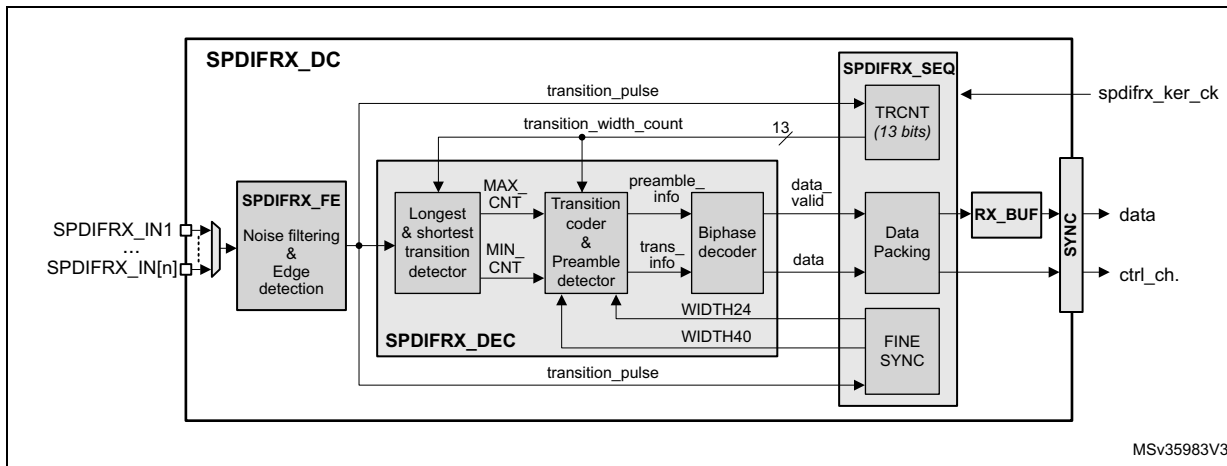 SPDIFRX_DC
SPDIFRX_SEQ
transition_pulse
TRCNT
(13 bits)
spdifrx_ker_ck
transition_width_count
13
SPDIFRX_FE
Noise filtering
&
Edge
detection
SPDIFRX_IN1
...
SPDIFRX_IN[n]
Longest
& shortest
transition
detector
MAX_
CNT
MIN_
CNT
Transition
coder
&
Preamble
detector
preamble_
info
trans_
info
Biphase
decoder
data_
valid
data
Data
Packing
RX_BUF
SYNC
data
ctrl_ch.
WIDTH24
WIDTH40
SPDIFRX_DEC
FINE
SYNC
transition_pulse
MSv35983V3